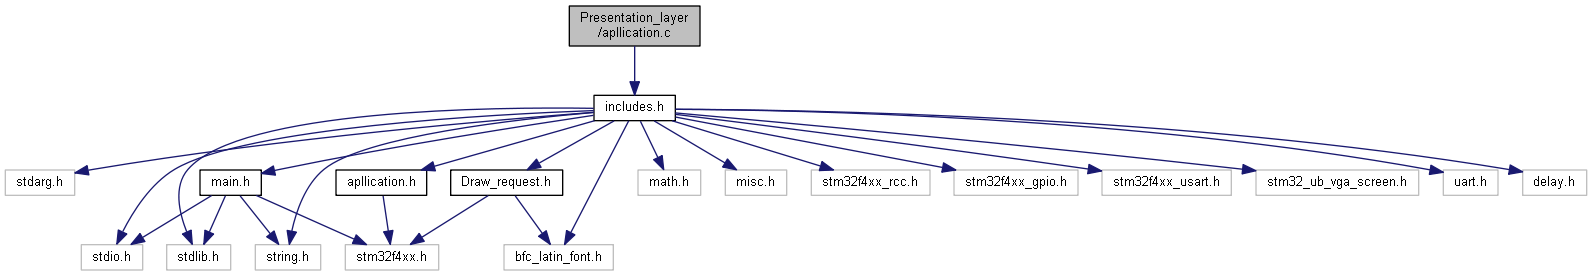 Presentation_layer
/apllication.c
includes.h
stdarg.h
main.h
apllication.h
Draw_request.h
math.h
misc.h
stm32f4xx_rcc.h
stm32f4xx_gpio.h
stm32f4xx_usart.h
stm32_ub_vga_screen.h
uart.h
delay.h
stdio.h
stdlib.h
string.h
stm32f4xx.h
bfc_latin_font.h